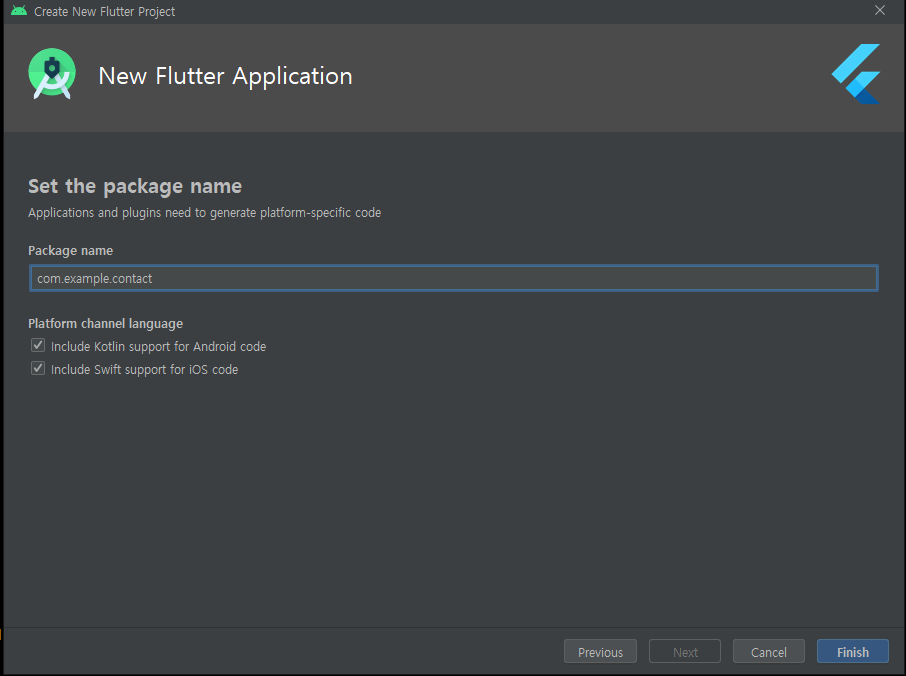 Create New Flutter Project
New Flutter Application
Set the package name
Applications and plugins need to generate platform-specific code
Package name
com.example.contact
Platform channel language
Include Kotlin support for Android code
Include Swift support for iOS code
Previous
Next
Cancel
Finish